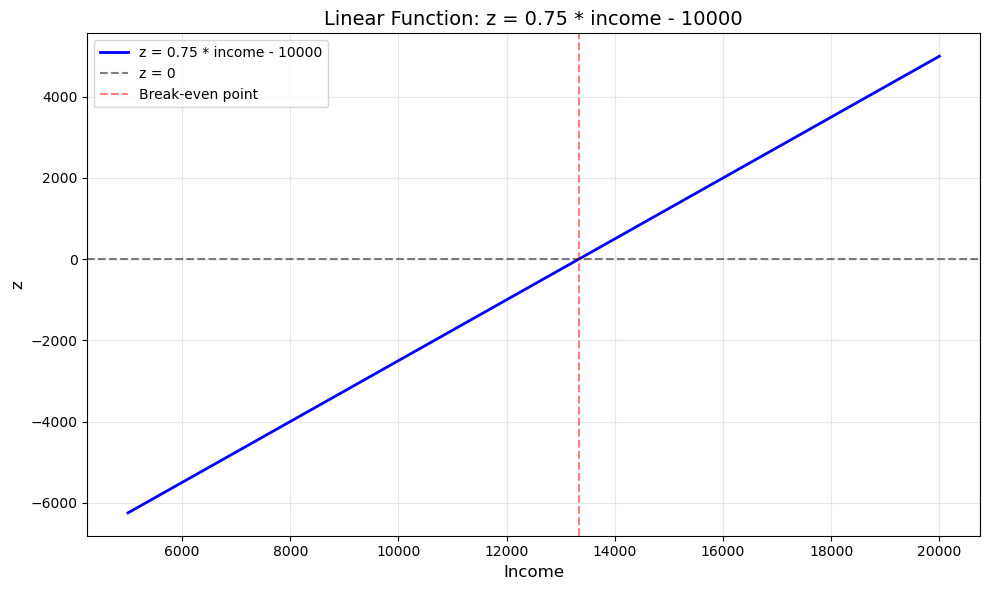 Linear Function: z = 0.75 * income - 10000
z = 0.75 * income - 10000
z = 0
Break-even point
4000
2000
0
−2000
−4000
−6000
z
6000 8000 10000 12000 14000 16000 18000 20000
Income